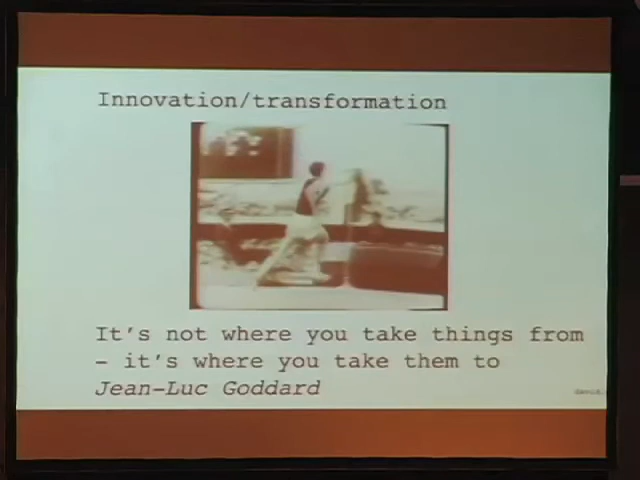 Innovation/transformation
It's not where you take things from
– it's where you take them to
Jean-Luc Goddard